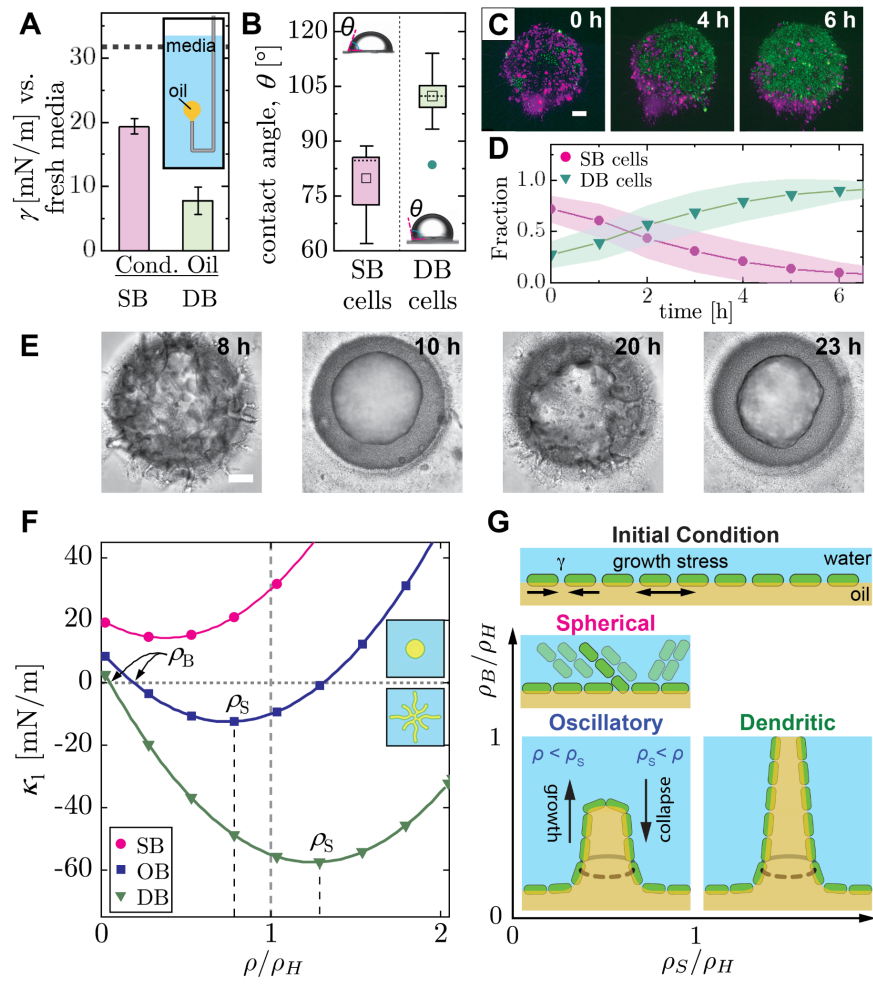 A
γ [mN/m] vs.
fresh media
30
20
10
0
media
oil
Cond. Oil
SB DB
B
contact angle, θ [°]
120
105
90
75
60
θ
θ
SB
cells
DB
cells
C
0 h
4 h
6 h
D
SB cells
DB cells
Fraction
1.0
0.5
0.0
0 1 2 3 4 5 6
time [h]
E
8 h
10 h
20 h
23 h
F
κ₁ [mN/m]
40
20
0
-20
-40
-60
ρB
ρS
ρS
SB
OB
DB
0 1 2
ρ/ρH
G
Initial Condition
γ
growth stress
water
oil
Spherical
Oscillatory
Dendritic
ρ < ρS
ρS < ρ
growth
collapse
ρB/ρH
1
0
0 1
ρS/ρH